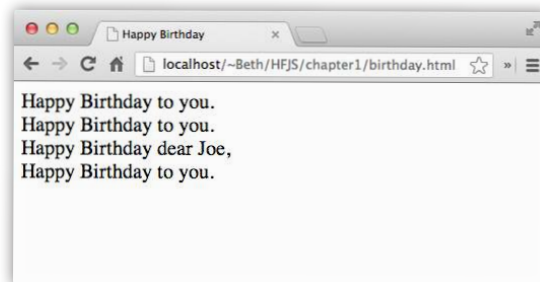 Happy Birthday
localhost/~Beth/HFJS/chapter1/birthday.html
Happy Birthday to you.
Happy Birthday to you.
Happy Birthday dear Joe,
Happy Birthday to you.